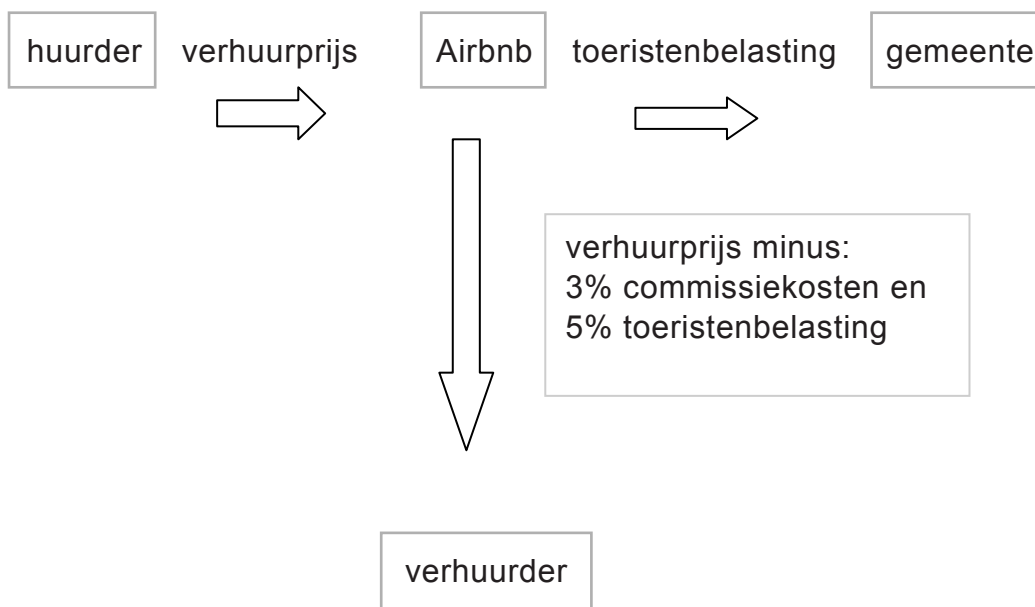 huurder verhuurprijs Airbnb toeristenbelasting gemeente
verhuurprijs minus:
3% commissiekosten en
5% toeristenbelasting
verhuurder